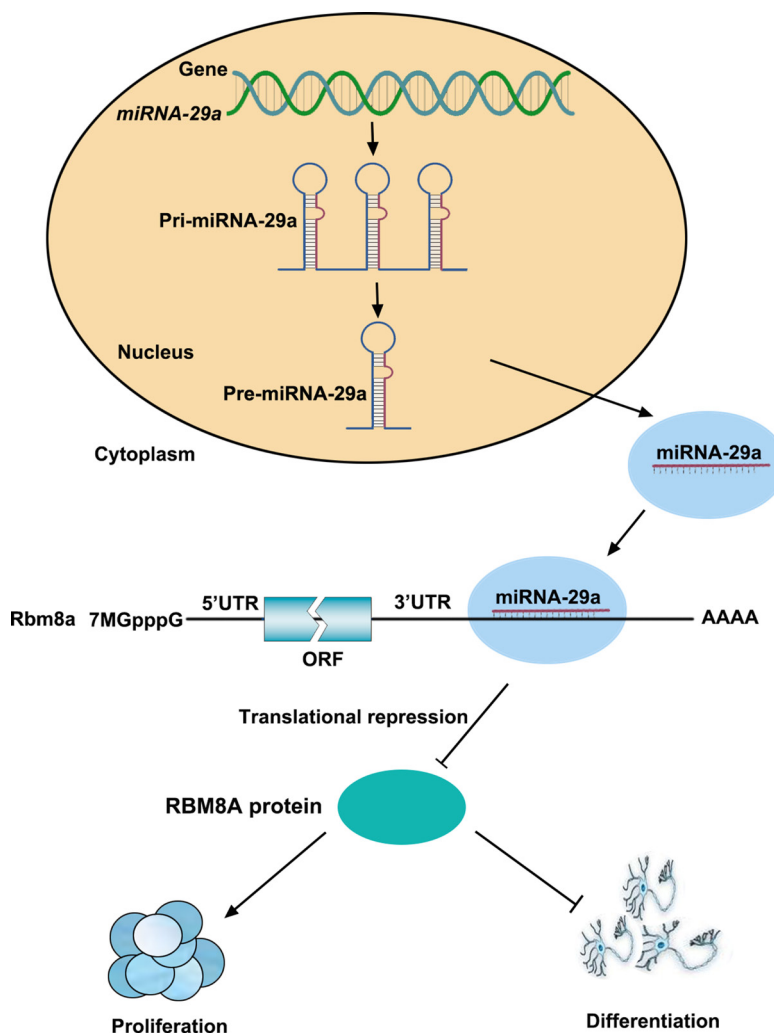 Gene
miRNA-29a
Pri-miRNA-29a
Nucleus
Pre-miRNA-29a
Cytoplasm
miRNA-29a
Rbm8a 7MGpppG 5’UTR 3’UTR miRNA-29a AAAA
ORF
Translational repression
RBM8A protein
Proliferation
Differentiation